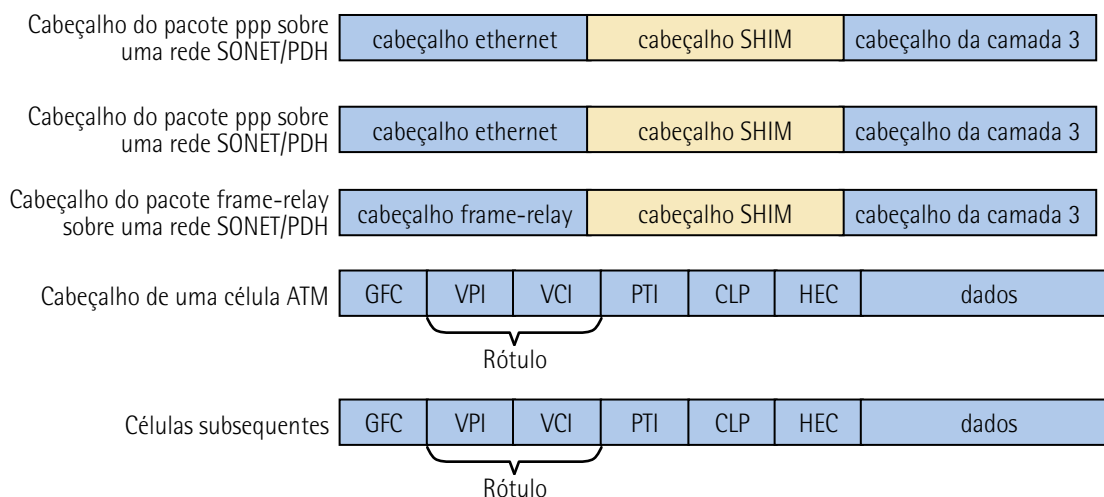 Cabeçalho do pacote ppp sobre
uma rede SONET/PDH
cabeçalho ethernet
cabeçalho SHIM
cabeçalho da camada 3
Cabeçalho do pacote ppp sobre
uma rede SONET/PDH
cabeçalho ethernet
cabeçalho SHIM
cabeçalho da camada 3
Cabeçalho do pacote frame-relay
sobre uma rede SONET/PDH
cabeçalho frame-relay
cabeçalho SHIM
cabeçalho da camada 3
Cabeçalho de uma célula ATM
GFC
VPI
VCI
PTI
CLP
HEC
dados
Rótulo
Células subsequentes
GFC
VPI
VCI
PTI
CLP
HEC
dados
Rótulo